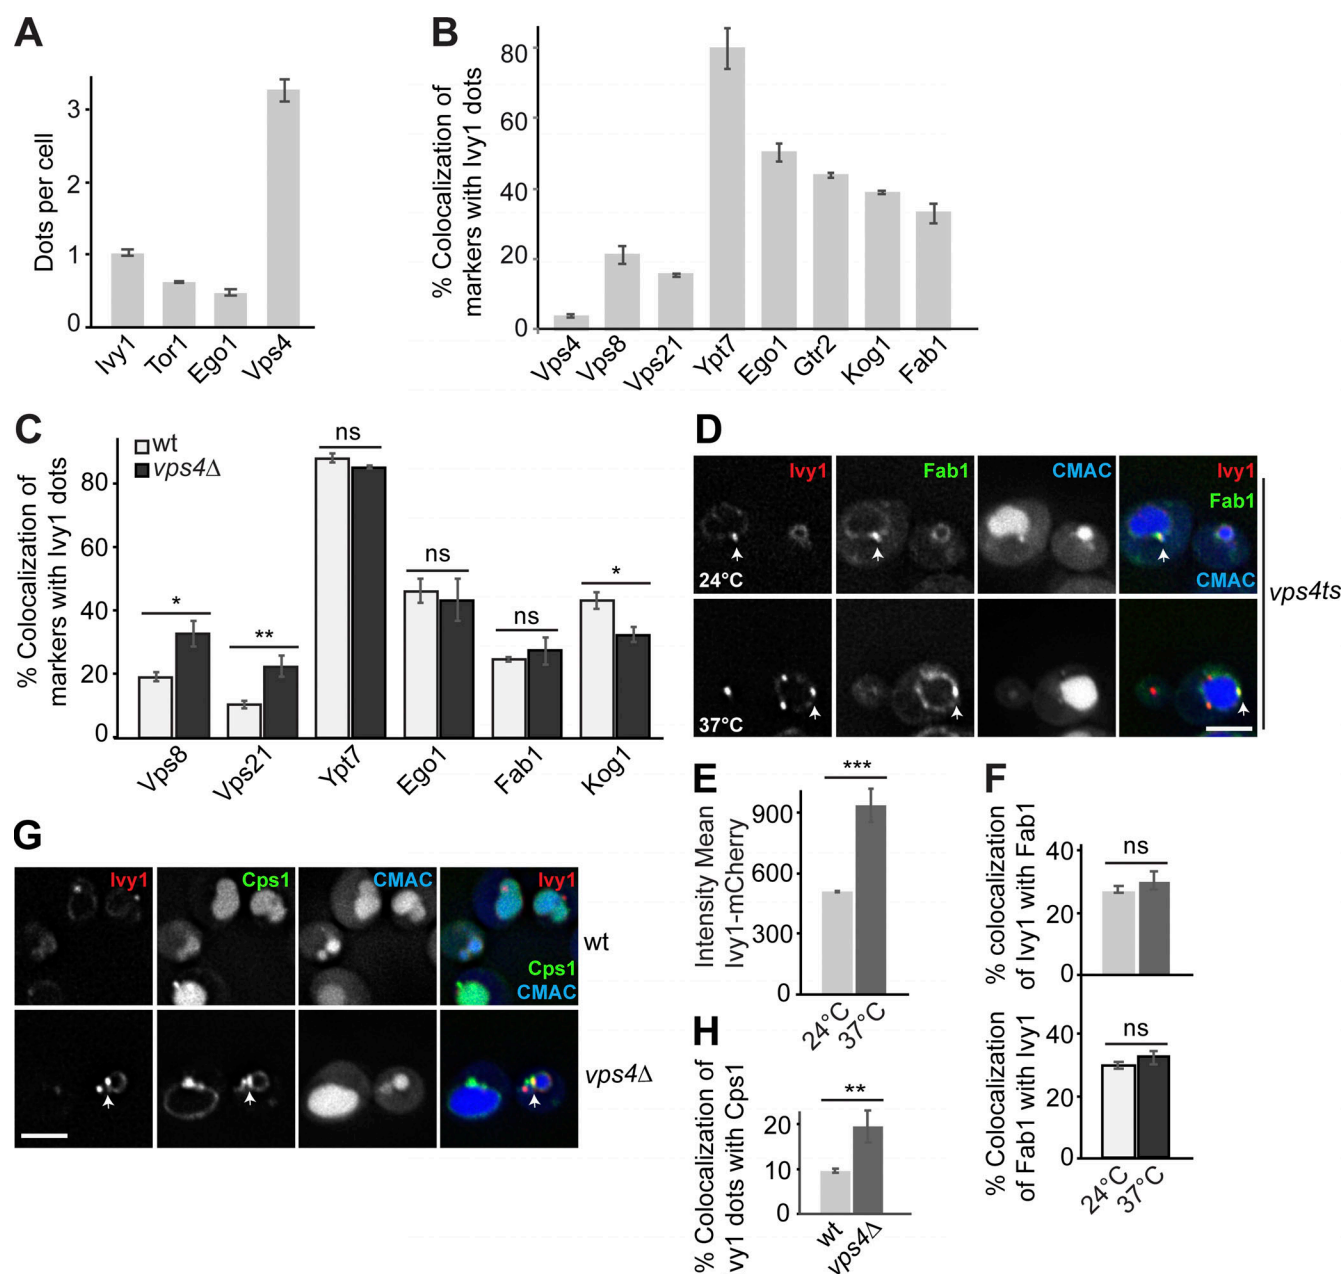 A
Dots per cell
3
2
1
0
Ivy1
Tor1
Ego1
Vps4
B
% Colocalization of
markers with Ivy1 dots
80
60
40
20
0
Vps4
Vps8
Vps21
Ypt7
Ego1
Gtr2
Kog1
Fab1
C
% Colocalization of
markers with Ivy1 dots
wt
vps4Δ
80
60
40
20
0
*
**
ns
ns
ns
*
Vps8
Vps21
Ypt7
Ego1
Fab1
Kog1
D
Ivy1
Fab1
CMAC
Ivy1
Fab1
CMAC
24°C
37°C
vps4ts
E
Intensity Mean
Ivy1-mCherry
900
600
300
0
***
24°C
37°C
F
% colocalization
of Ivy1 with Fab1
40
20
0
ns
% Colocalization
of Fab1 with Ivy1
40
20
0
ns
24°C
37°C
G
Ivy1
Cps1
CMAC
Ivy1
Cps1
CMAC
wt
vps4Δ
H
% Colocalization of
vy1 dots with Cps1
20
10
0
**
wt
vps4Δ